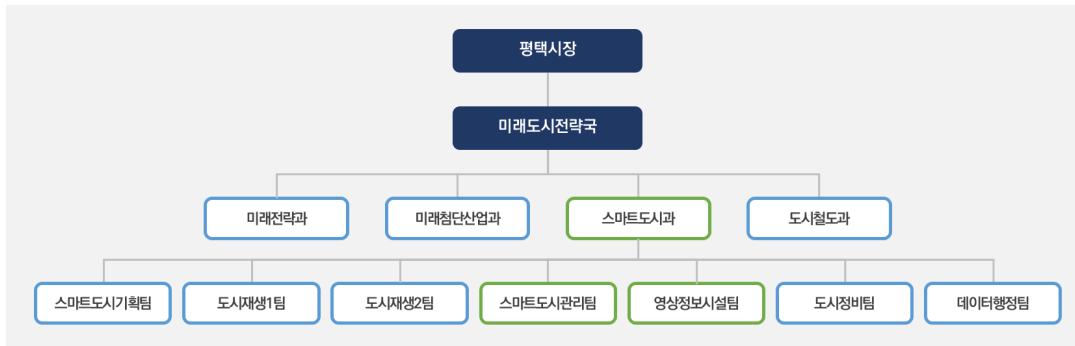 평택시장
미래도시전략국
미래전략과
미래첨단산업과
스마트도시과
도시철도과
스마트도시기획팀
도시재생1팀
도시재생2팀
스마트도시관리팀
영상정보시설팀
도시정비팀
데이터행정팀